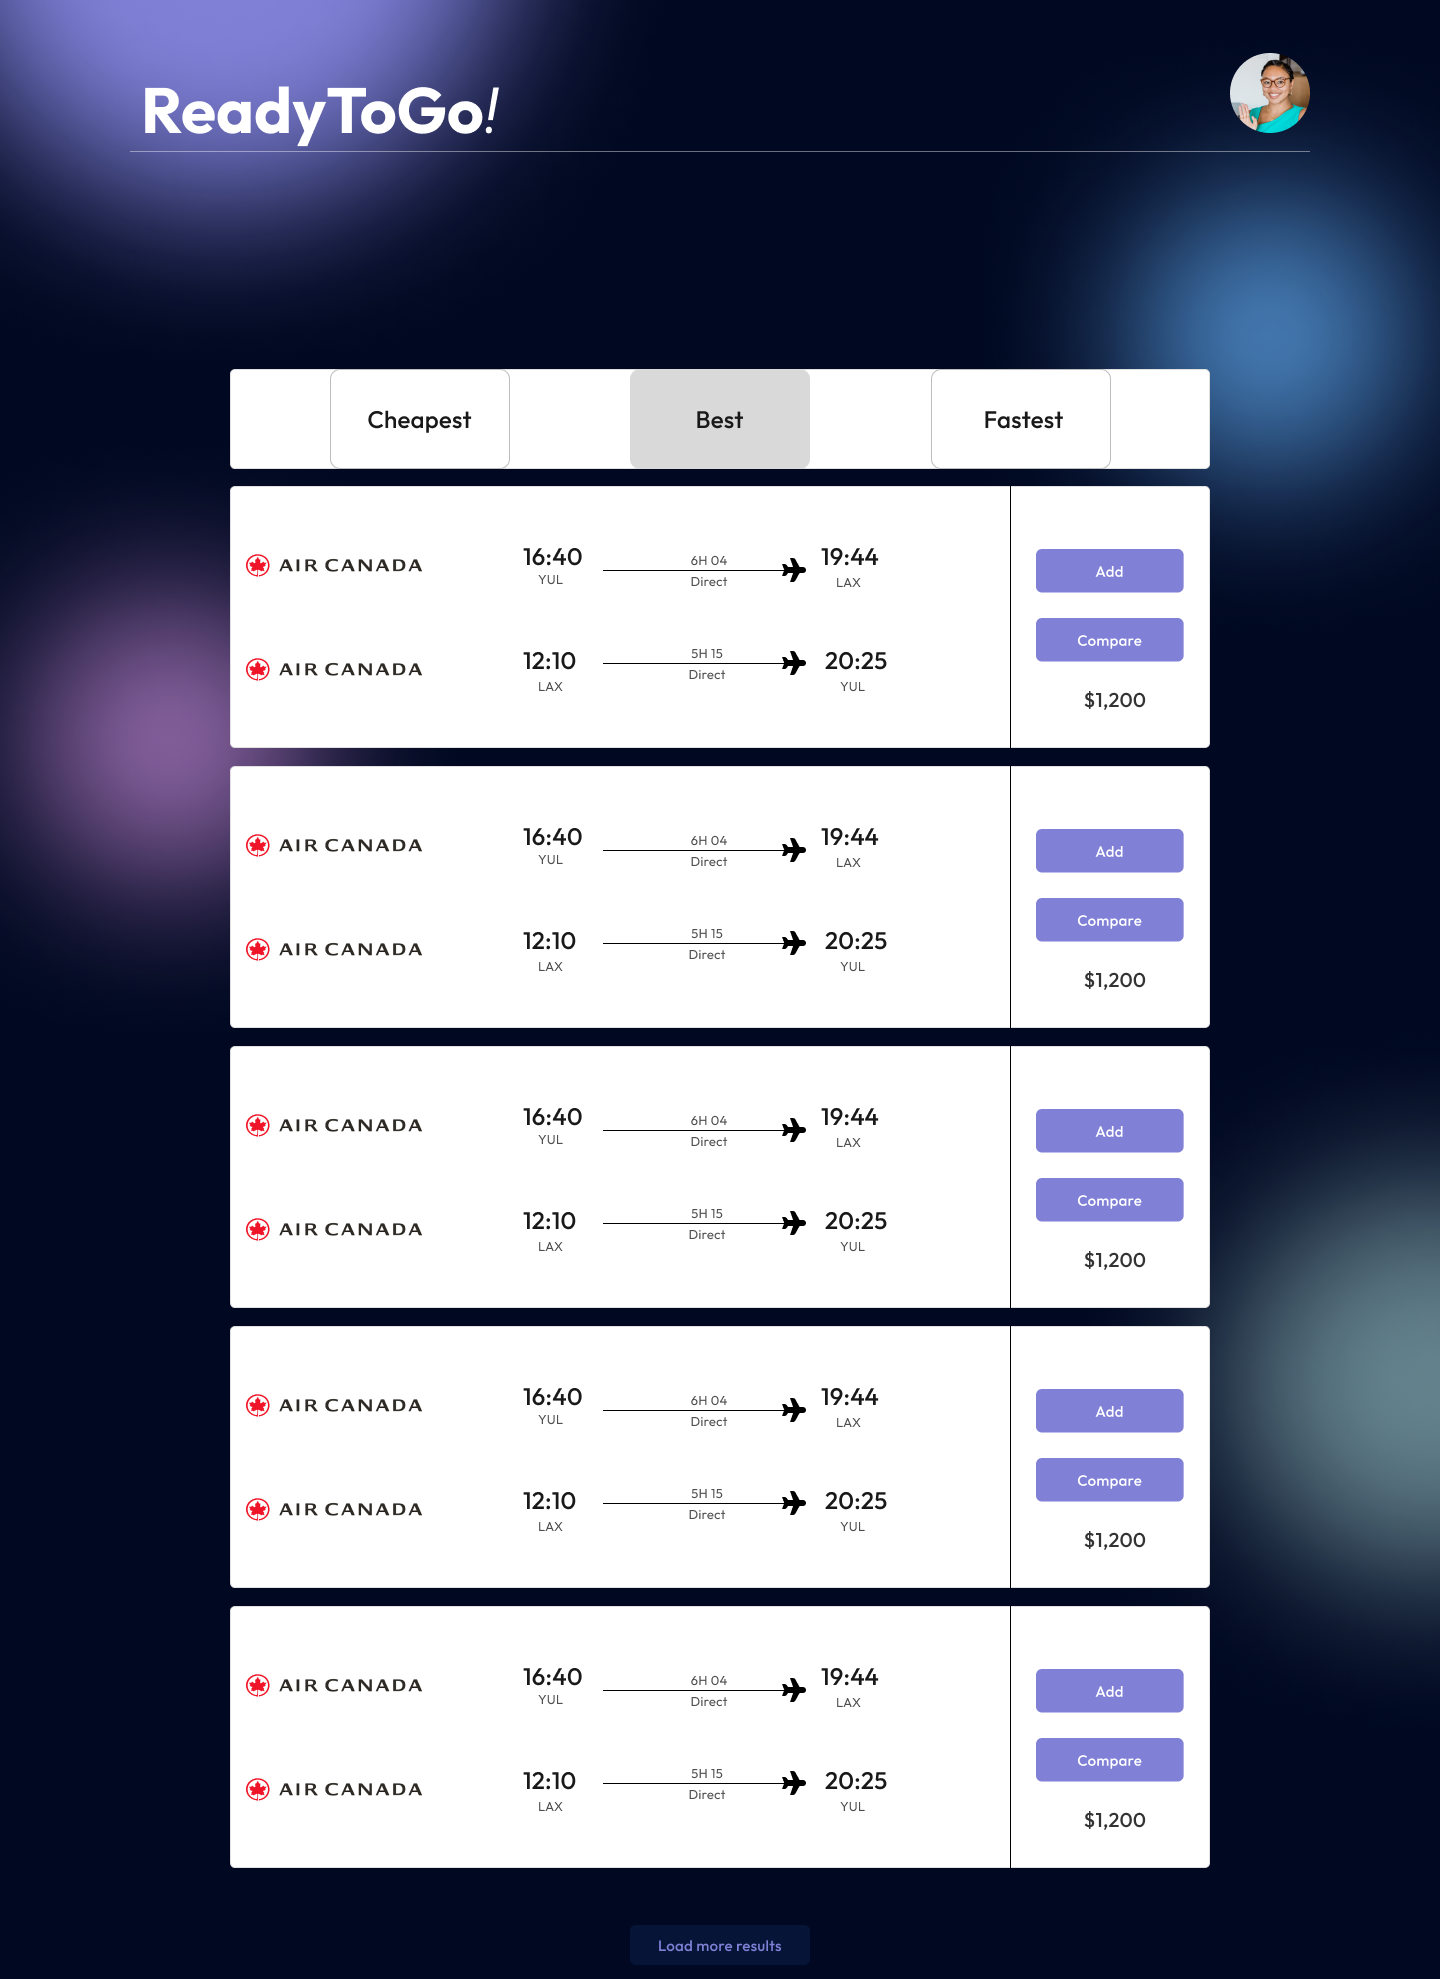 ReadyToGo!
Cheapest Best Fastest
AIR CANADA 16:40 YUL 6H 04 Direct 19:44 LAX
AIR CANADA 12:10 LAX 5H 15 Direct 20:25 YUL
Add
Compare
$1,200
AIR CANADA 16:40 YUL 6H 04 Direct 19:44 LAX
AIR CANADA 12:10 LAX 5H 15 Direct 20:25 YUL
Add
Compare
$1,200
AIR CANADA 16:40 YUL 6H 04 Direct 19:44 LAX
AIR CANADA 12:10 LAX 5H 15 Direct 20:25 YUL
Add
Compare
$1,200
AIR CANADA 16:40 YUL 6H 04 Direct 19:44 LAX
AIR CANADA 12:10 LAX 5H 15 Direct 20:25 YUL
Add
Compare
$1,200
AIR CANADA 16:40 YUL 6H 04 Direct 19:44 LAX
AIR CANADA 12:10 LAX 5H 15 Direct 20:25 YUL
Add
Compare
$1,200
Load more results